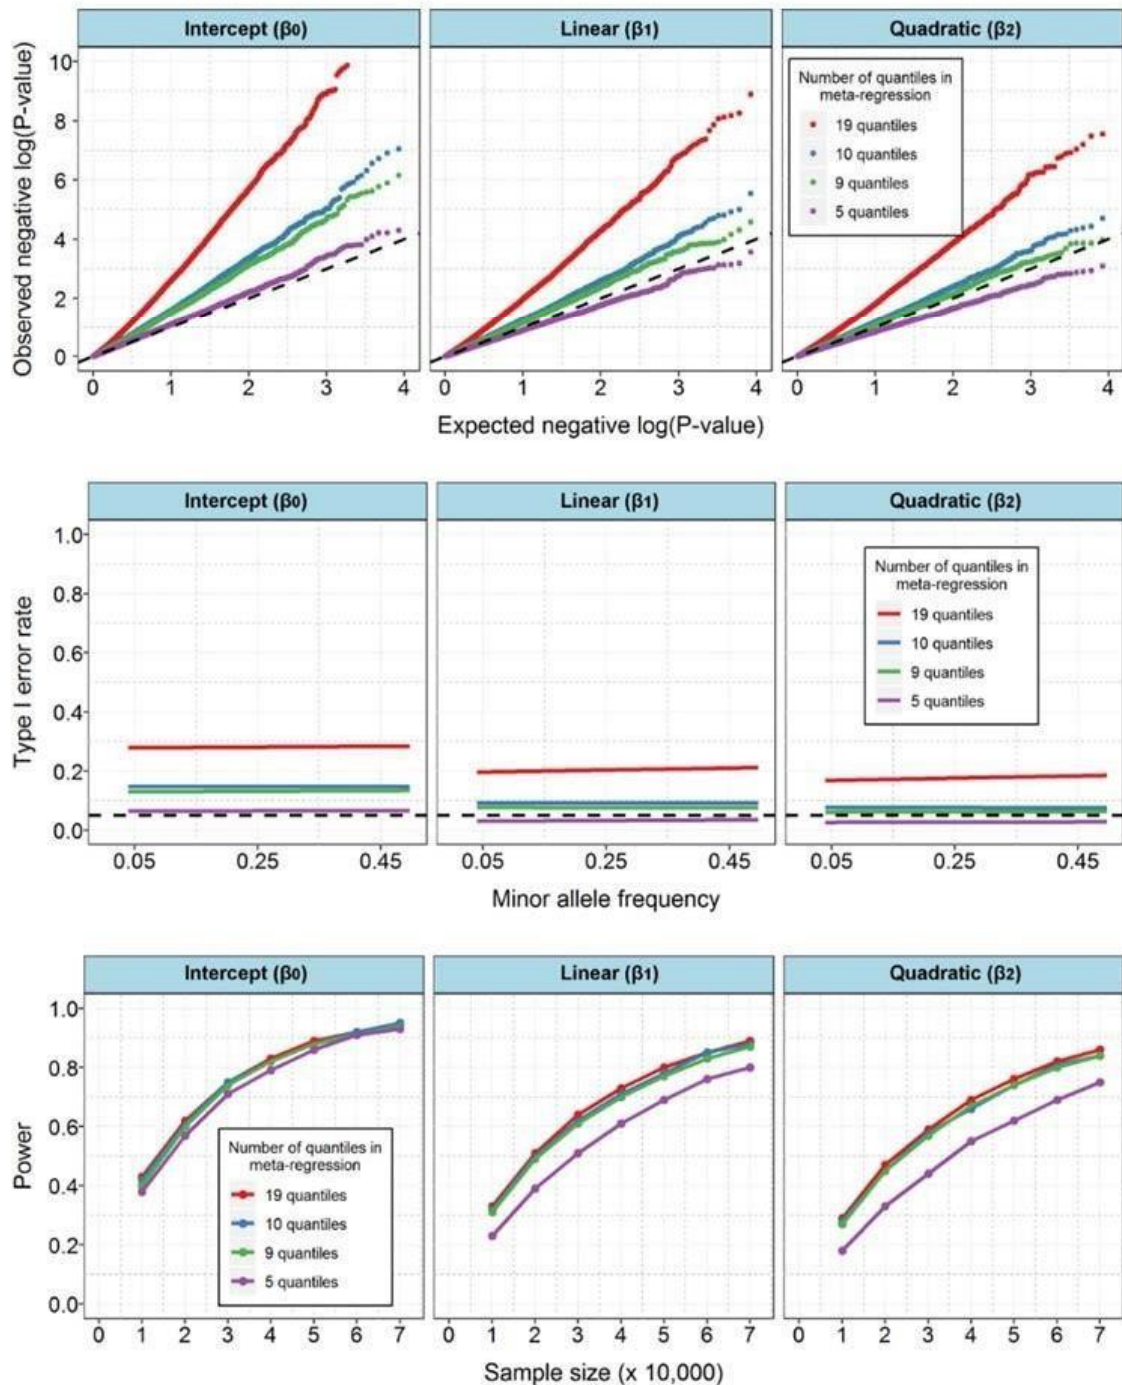 Intercept (β0) Linear (β1) Quadratic (β2)
Observed negative log(P-value)
10
8
6
4
2
0
Number of quantiles in
meta-regression
19 quantiles
10 quantiles
9 quantiles
5 quantiles
0 1 2 3 4 0 1 2 3 4 0 1 2 3 4
Expected negative log(P-value)
Intercept (β0) Linear (β1) Quadratic (β2)
Type I error rate
1.0
0.8
0.6
0.4
0.2
0.0
Number of quantiles in
meta-regression
19 quantiles
10 quantiles
9 quantiles
5 quantiles
0.05 0.25 0.45 0.05 0.25 0.45 0.05 0.25 0.45
Minor allele frequency
Intercept (β0) Linear (β1) Quadratic (β2)
Power
1.0
0.8
0.6
0.4
0.2
0.0
Number of quantiles in
meta-regression
19 quantiles
10 quantiles
9 quantiles
5 quantiles
0 1 2 3 4 5 6 7 0 1 2 3 4 5 6 7 0 1 2 3 4 5 6 7
Sample size (x 10,000)